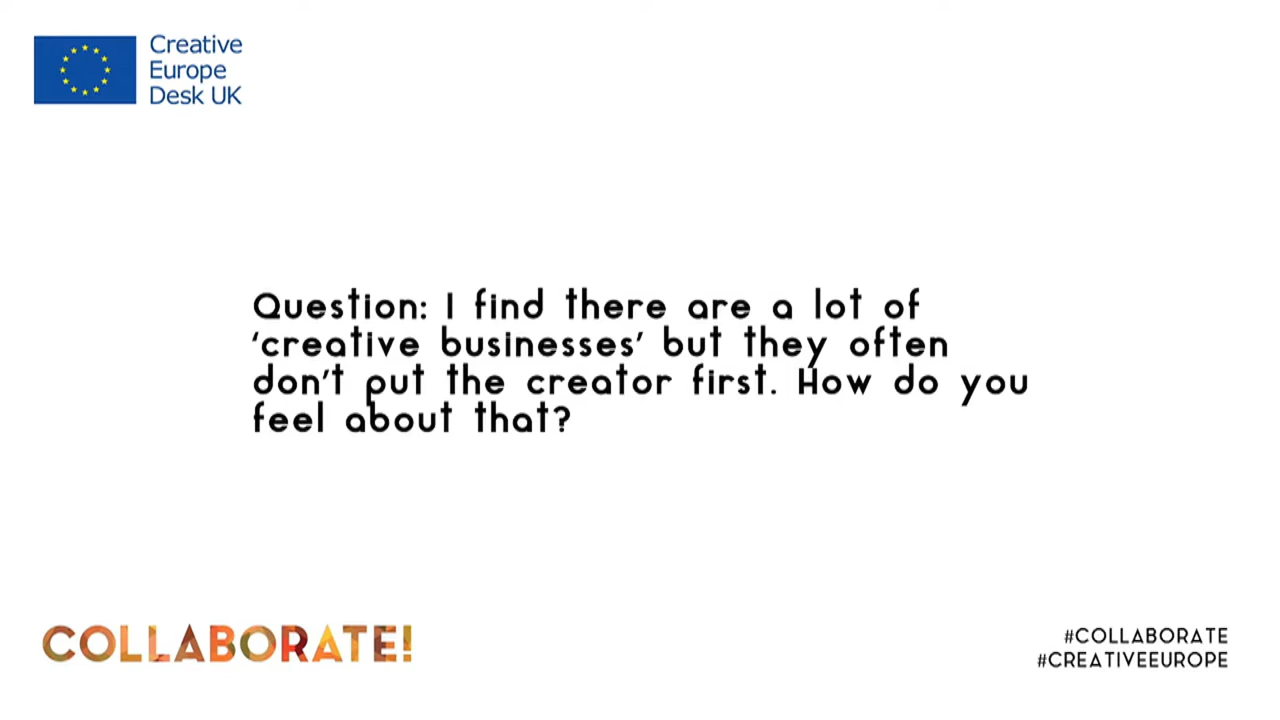 Creative
Europe
Desk UK
Question: I find there are a lot of
‘creative businesses’ but they often
don’t put the creator first. How do you
feel about that?
COLLABORATE!
#COLLABORATE
#CREATIVEEUROPE